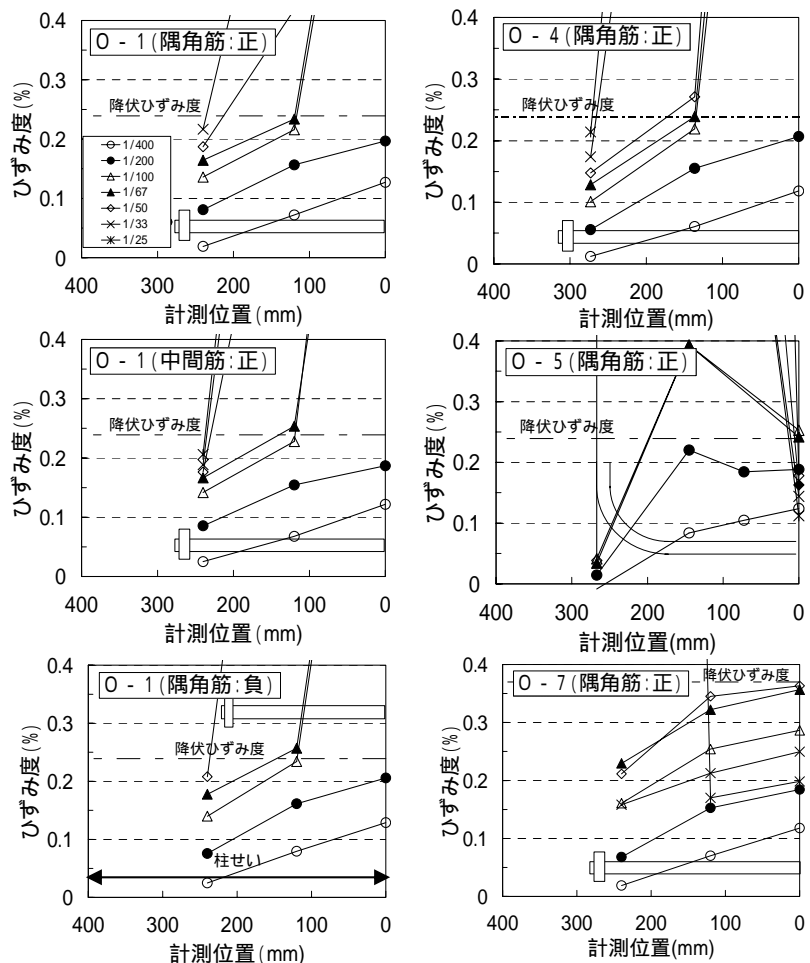 O - 1(隅角筋:正)
ひずみ度(%)
0.4
0.3
0.2
0.1
0
降伏ひずみ度
1/400
1/200
1/100
1/67
1/50
1/33
1/25
400 300 200 100 0
計測位置(mm)
O - 4(隅角筋:正)
ひずみ度(%)
0.4
0.3
0.2
0.1
0
降伏ひずみ度
400 300 200 100 0
計測位置(mm)
O - 1(中間筋:正)
ひずみ度(%)
0.4
0.3
0.2
0.1
0
降伏ひずみ度
400 300 200 100 0
計測位置(mm)
O - 5(隅角筋:正)
ひずみ度(%)
0.4
0.3
0.2
0.1
0
降伏ひずみ度
400 300 200 100 0
計測位置(mm)
O - 1(隅角筋:負)
ひずみ度(%)
0.4
0.3
0.2
0.1
0
降伏ひずみ度
柱せい
400 300 200 100 0
計測位置(mm)
O - 7(隅角筋:正)
ひずみ度(%)
0.4
0.3
0.2
0.1
0
降伏ひずみ度
400 300 200 100 0
計測位置(mm)